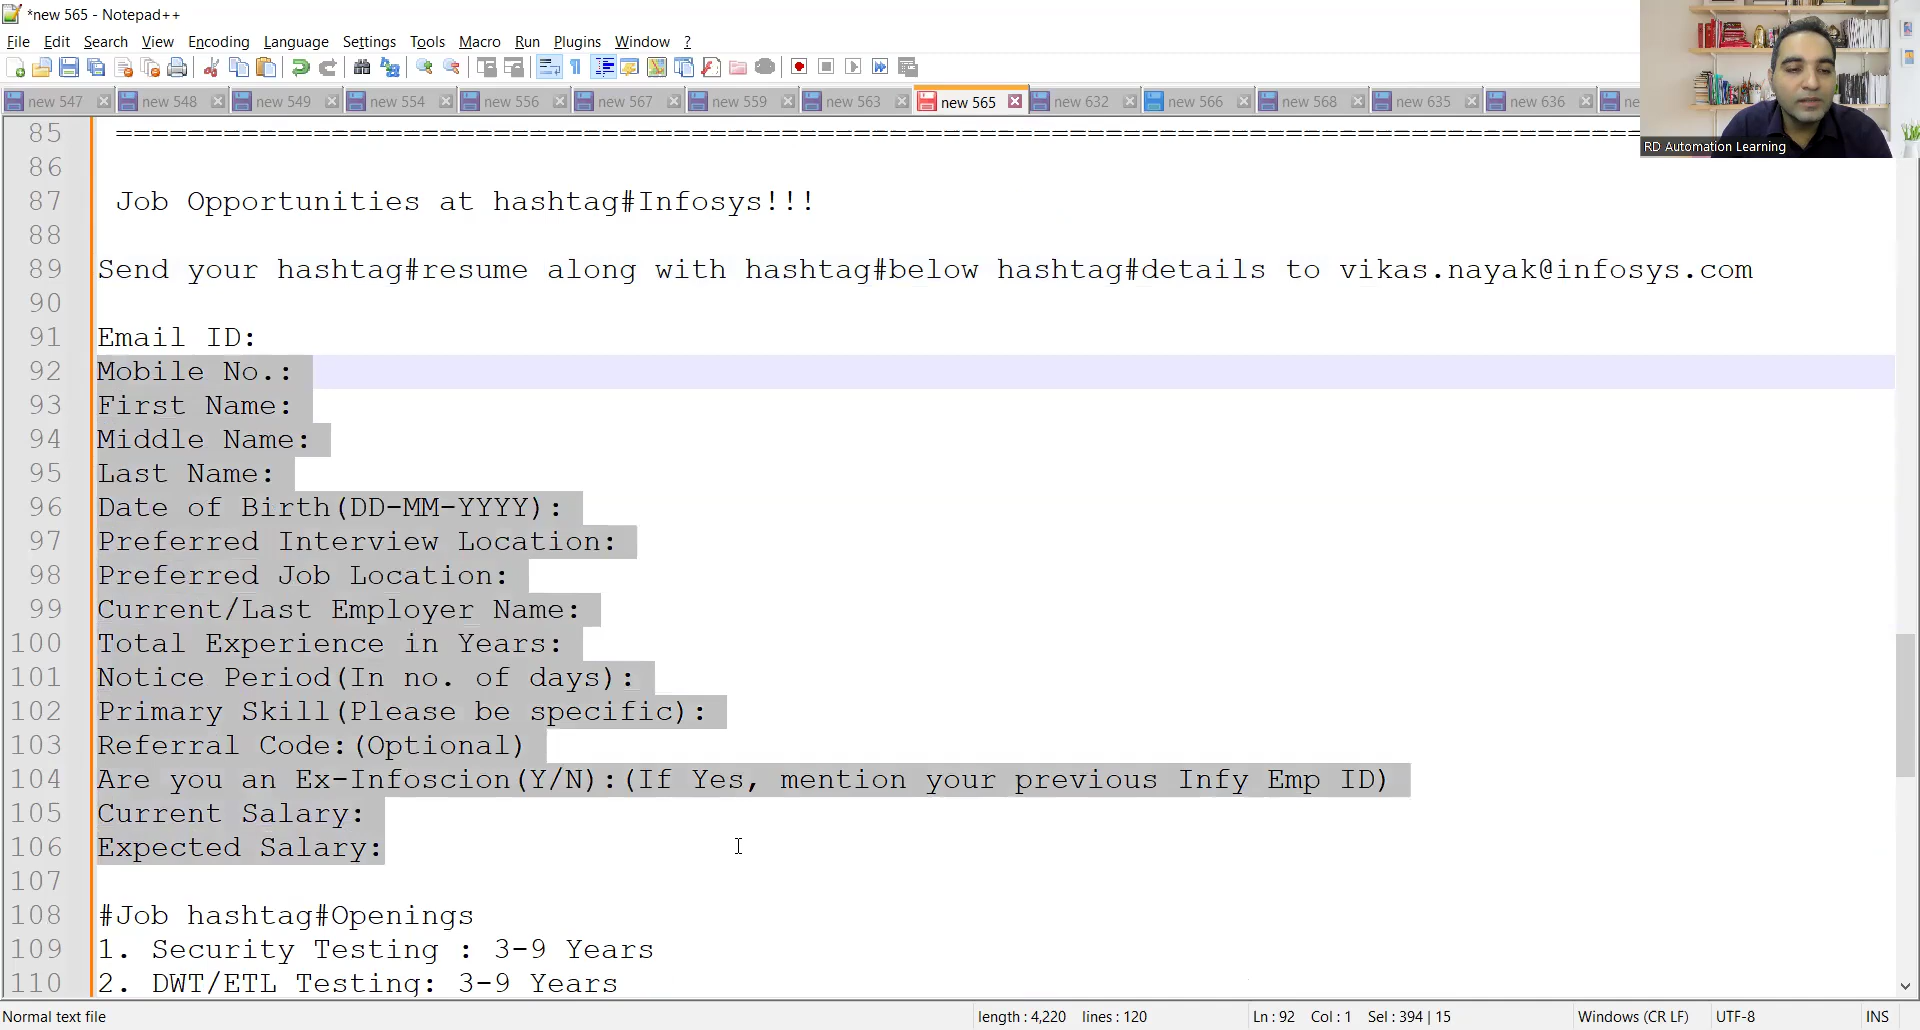 *new 565 - Notepad++
File Edit Search View Encoding Language Settings Tools Macro Run Plugins Window ?
new 547 new 548 new 549 new 554 new 556 new 567 new 559 new 563 new 565 new 632 new 566 new 568 new 635 new 636
RD Automation Learning
85 =====================================================================================
86
87 Job Opportunities at hashtag#Infosys!!!
88
89 Send your hashtag#resume along with hashtag#below hashtag#details to vikas.nayak@infosys.com
90
91 Email ID:
92 Mobile No.:
93 First Name:
94 Middle Name:
95 Last Name:
96 Date of Birth(DD-MM-YYYY):
97 Preferred Interview Location:
98 Preferred Job Location:
99 Current/Last Employer Name:
100 Total Experience in Years:
101 Notice Period(In no. of days):
102 Primary Skill(Please be specific):
103 Referral Code:(Optional)
104 Are you an Ex-Infoscion(Y/N):(If Yes, mention your previous Infy Emp ID)
105 Current Salary:
106 Expected Salary:
107
108 #Job hashtag#Openings
109 1. Security Testing : 3-9 Years
110 2. DWT/ETL Testing: 3-9 Years
Normal text file length : 4,220 lines : 120 Ln : 92 Col : 1 Sel : 394 | 15 Windows (CR LF) UTF-8 INS